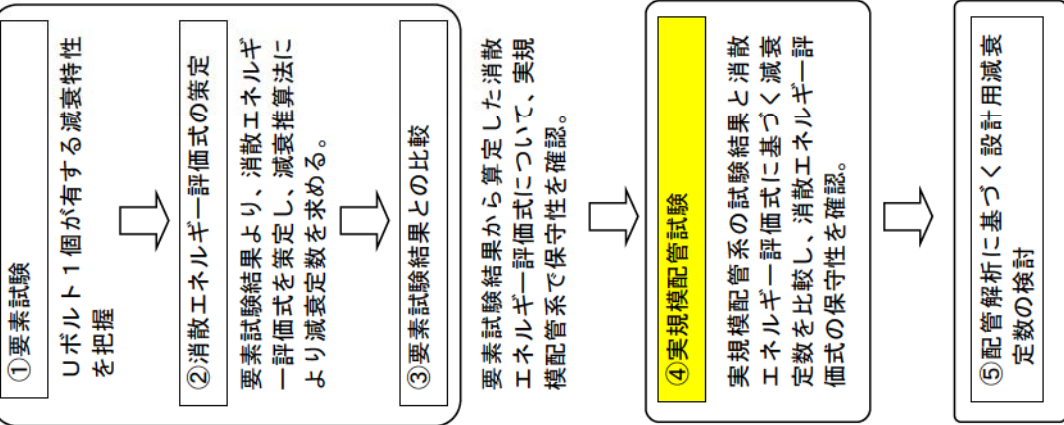 ①要素試験
Uボルト1個が有する減衰特性
を把握
②消散エネルギー評価式の策定
要素試験結果より、消散エネルギ
ー評価式を策定し、減衰推算法に
より減衰定数を求める。
③要素試験結果との比較
要素試験結果から算定した消散
エネルギー評価式について、実規
模配管系で保守性を確認。
④実規模配管試験
実規模配管系の試験結果と消散
エネルギー評価式に基づく減衰
定数を比較し、消散エネルギー評
価式の保守性を確認。
⑤配管解析に基づく設計用減衰
定数の検討